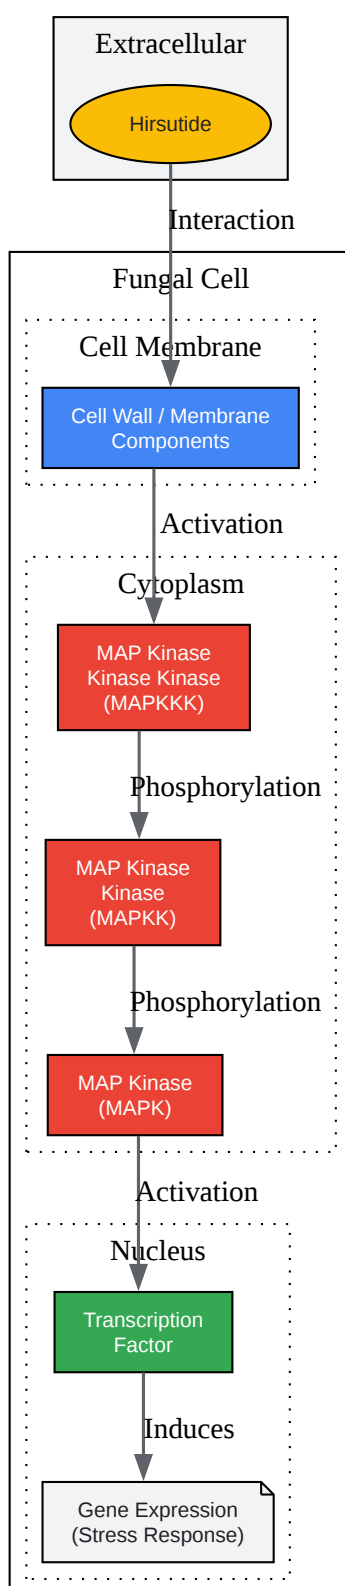 Extracellular
Hirsutide
Interaction
Fungal Cell
Cell Membrane
Cell Wall / Membrane
Components
Activation
Cytoplasm
MAP Kinase
Kinase Kinase
(MAPKKK)
Phosphorylation
MAP Kinase
Kinase
(MAPKK)
Phosphorylation
MAP Kinase
(MAPK)
Activation
Nucleus
Transcription
Factor
Induces
Gene Expression
(Stress Response)